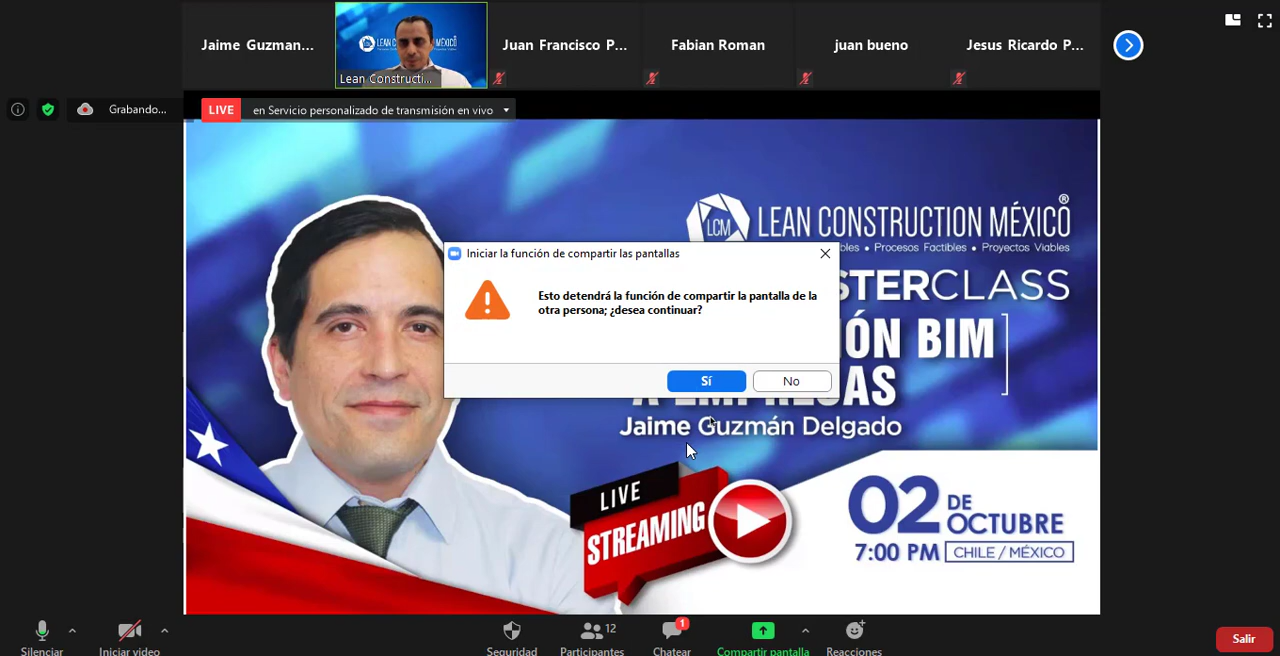 Jaime Guzman...
LEAN CONSTRUCTION MÉXICO
Lean Constructi...
Juan Francisco P...
Fabian Roman
juan bueno
Jesus Ricardo P...
Grabando...
LIVE
en Servicio personalizado de transmisión en vivo
LCM LEAN CONSTRUCTION MÉXICO®
• Procesos Factibles • Proyectos Viables
Iniciar la función de compartir las pantallas
Esto detendrá la función de compartir la pantalla de la
otra persona; ¿desea continuar?
Sí
No
STERCLASS
ÓN BIM
AS
Jaime Guzmán Delgado
LIVE
STREAMING
02 DE
OCTUBRE
7:00 PM CHILE / MÉXICO
Silenciar
Iniciar video
Seguridad
12
Participantes
1
Chatear
Compartir pantalla
Reacciones
Salir